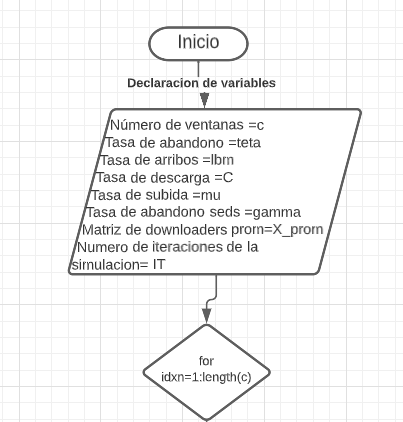 Inicio
Declaracion de variables
Número de ventanas =c
Tasa de abandono =teta
Tasa de arribos =lbm
Tasa de descarga =C
Tasa de subida =mu
Tasa de abandono seds =gamma
Matriz de downloaders prom=X_prom
Numero de iteraciones de la
simulacion= IT
for
idxn=1:length(c)